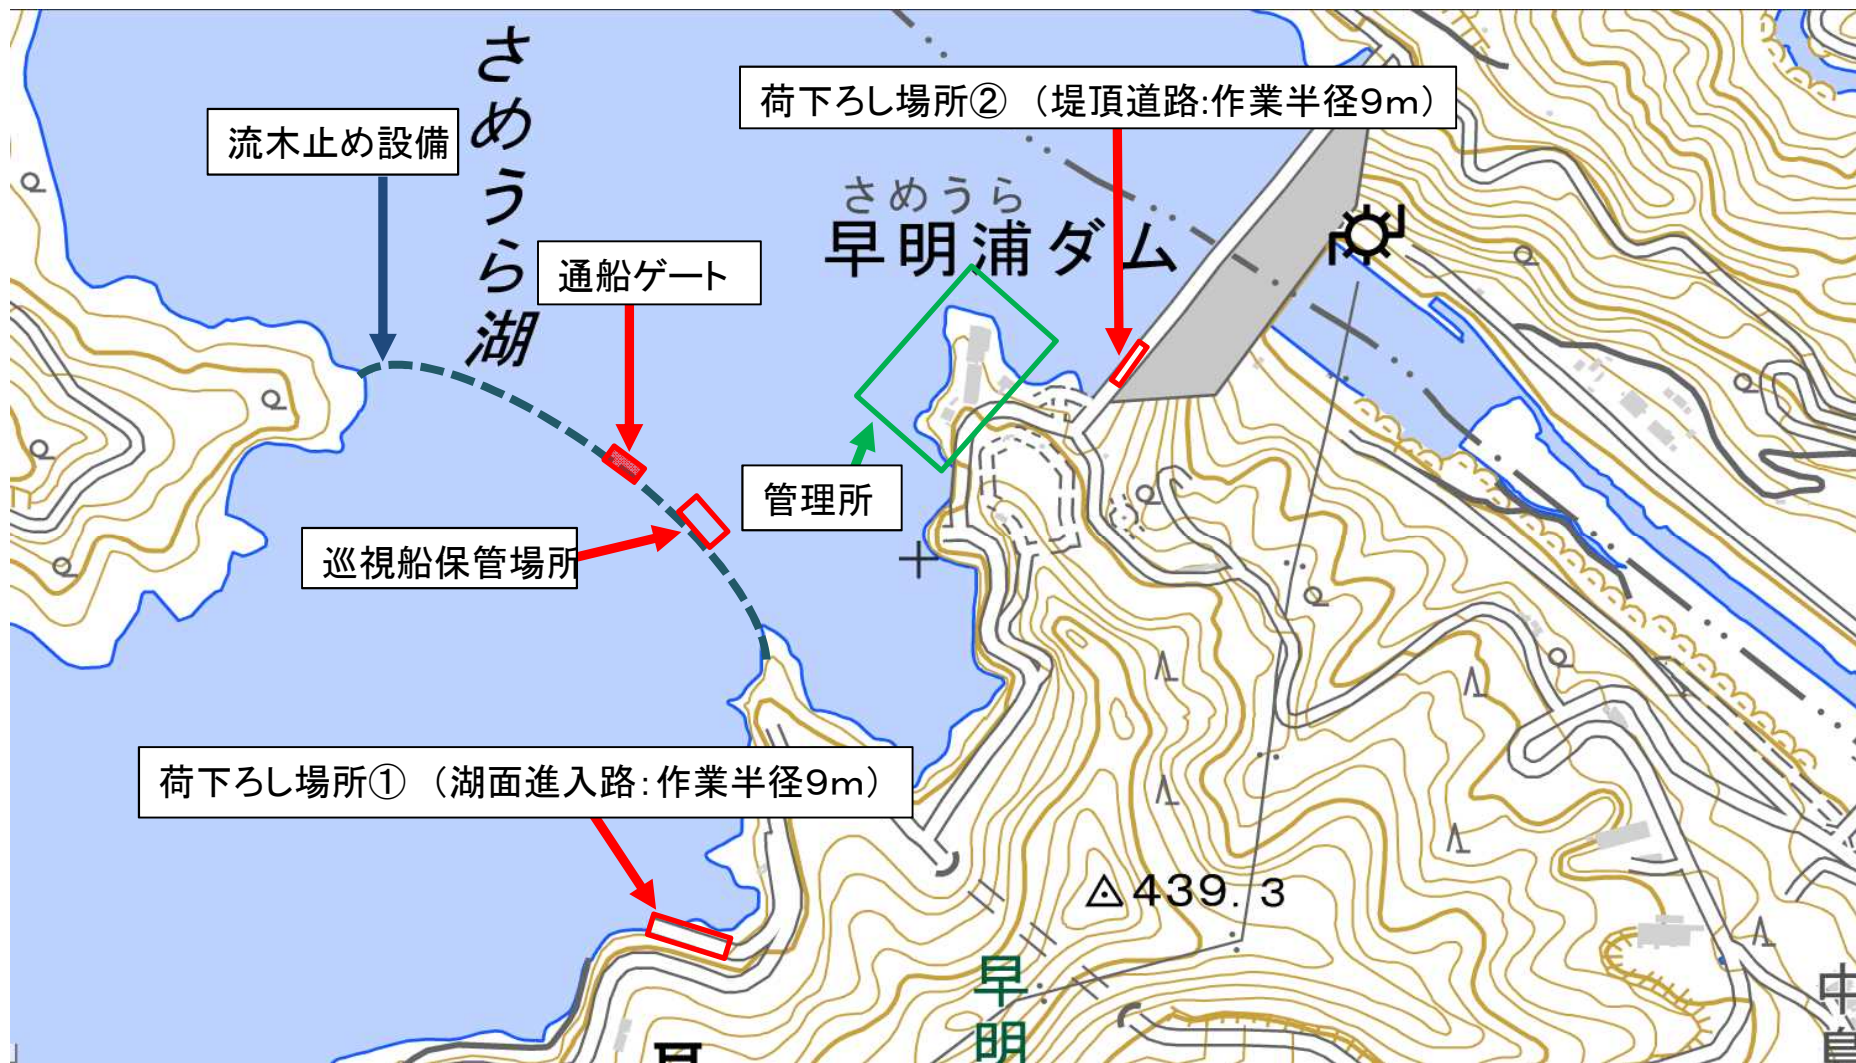 さめうら湖
荷下ろし場所② （堤頂道路:作業半径9m）
流木止め設備
さめうら
早明浦ダム
通船ゲート
管理所
巡視船保管場所
荷下ろし場所① （湖面進入路:作業半径9m）
439.3
早明
中